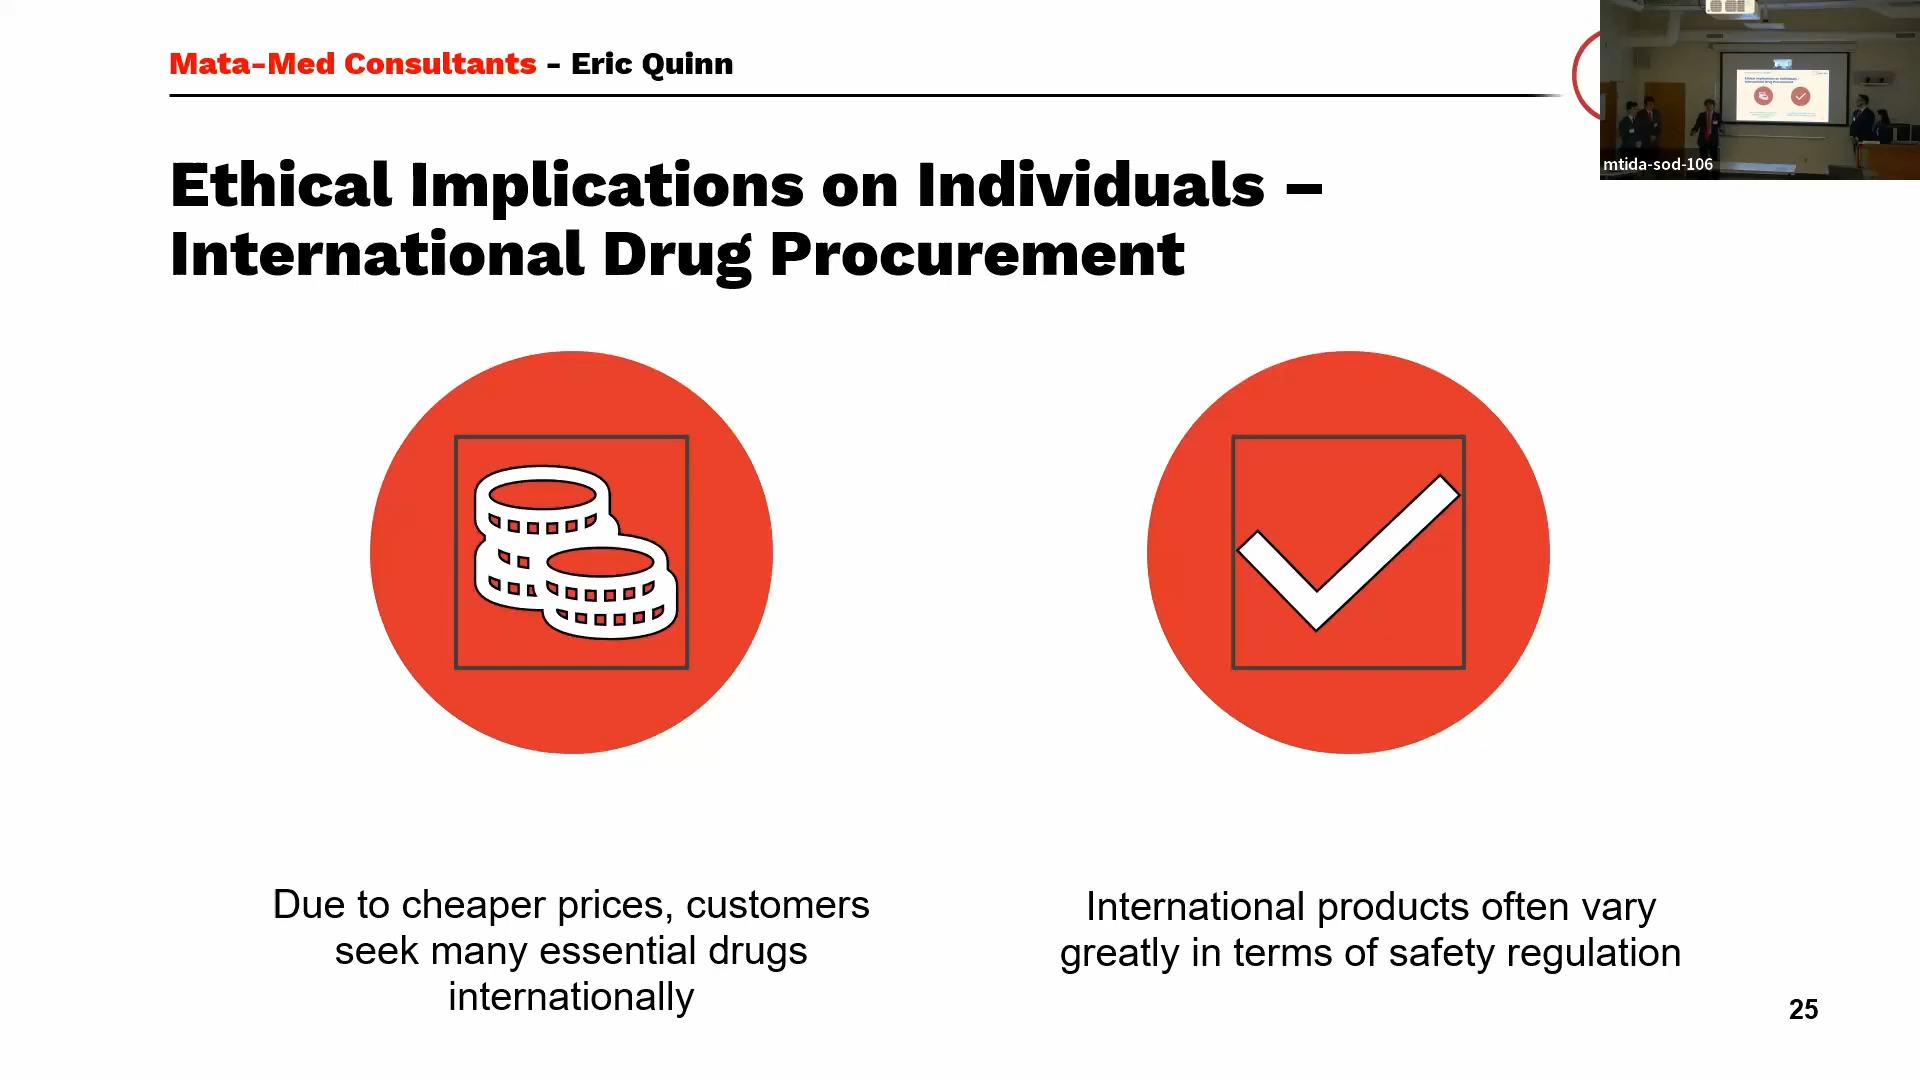 Mata-Med Consultants - Eric Quinn
mtida-sod-106
Ethical Implications on Individuals –
International Drug Procurement
Due to cheaper prices, customers
seek many essential drugs
internationally
International products often vary
greatly in terms of safety regulation
25